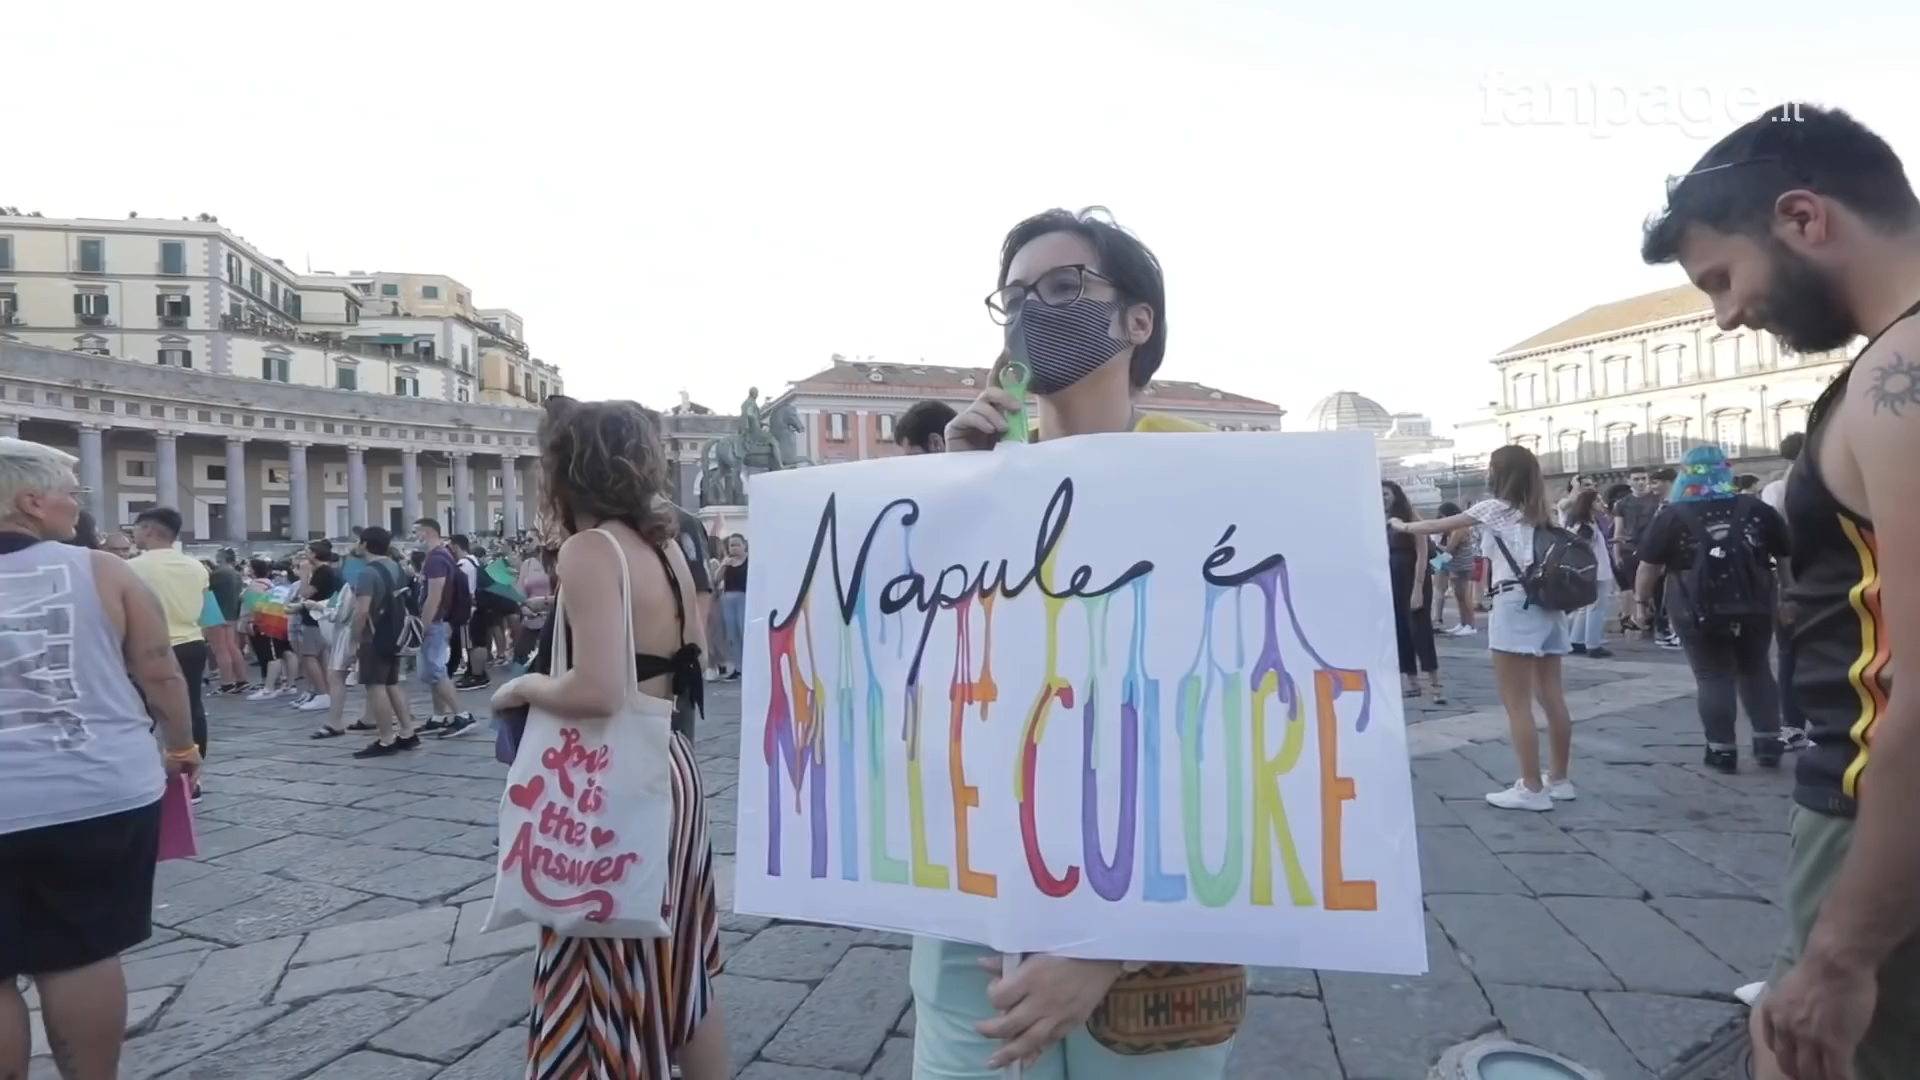 fanpage.it
Napule é
MILLE CULURE
Love
is
the
Answer